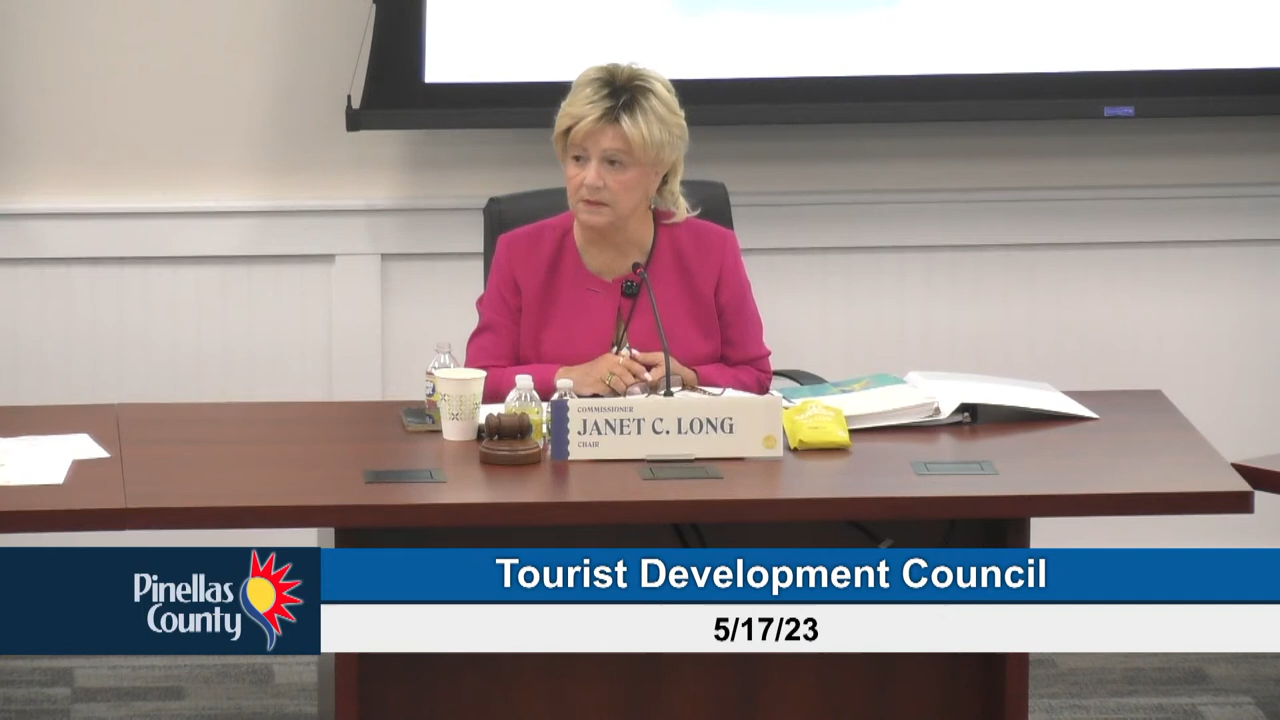 COMMISSIONER
JANET C. LONG
CHAIR
Pinellas
County
Tourist Development Council
5/17/23